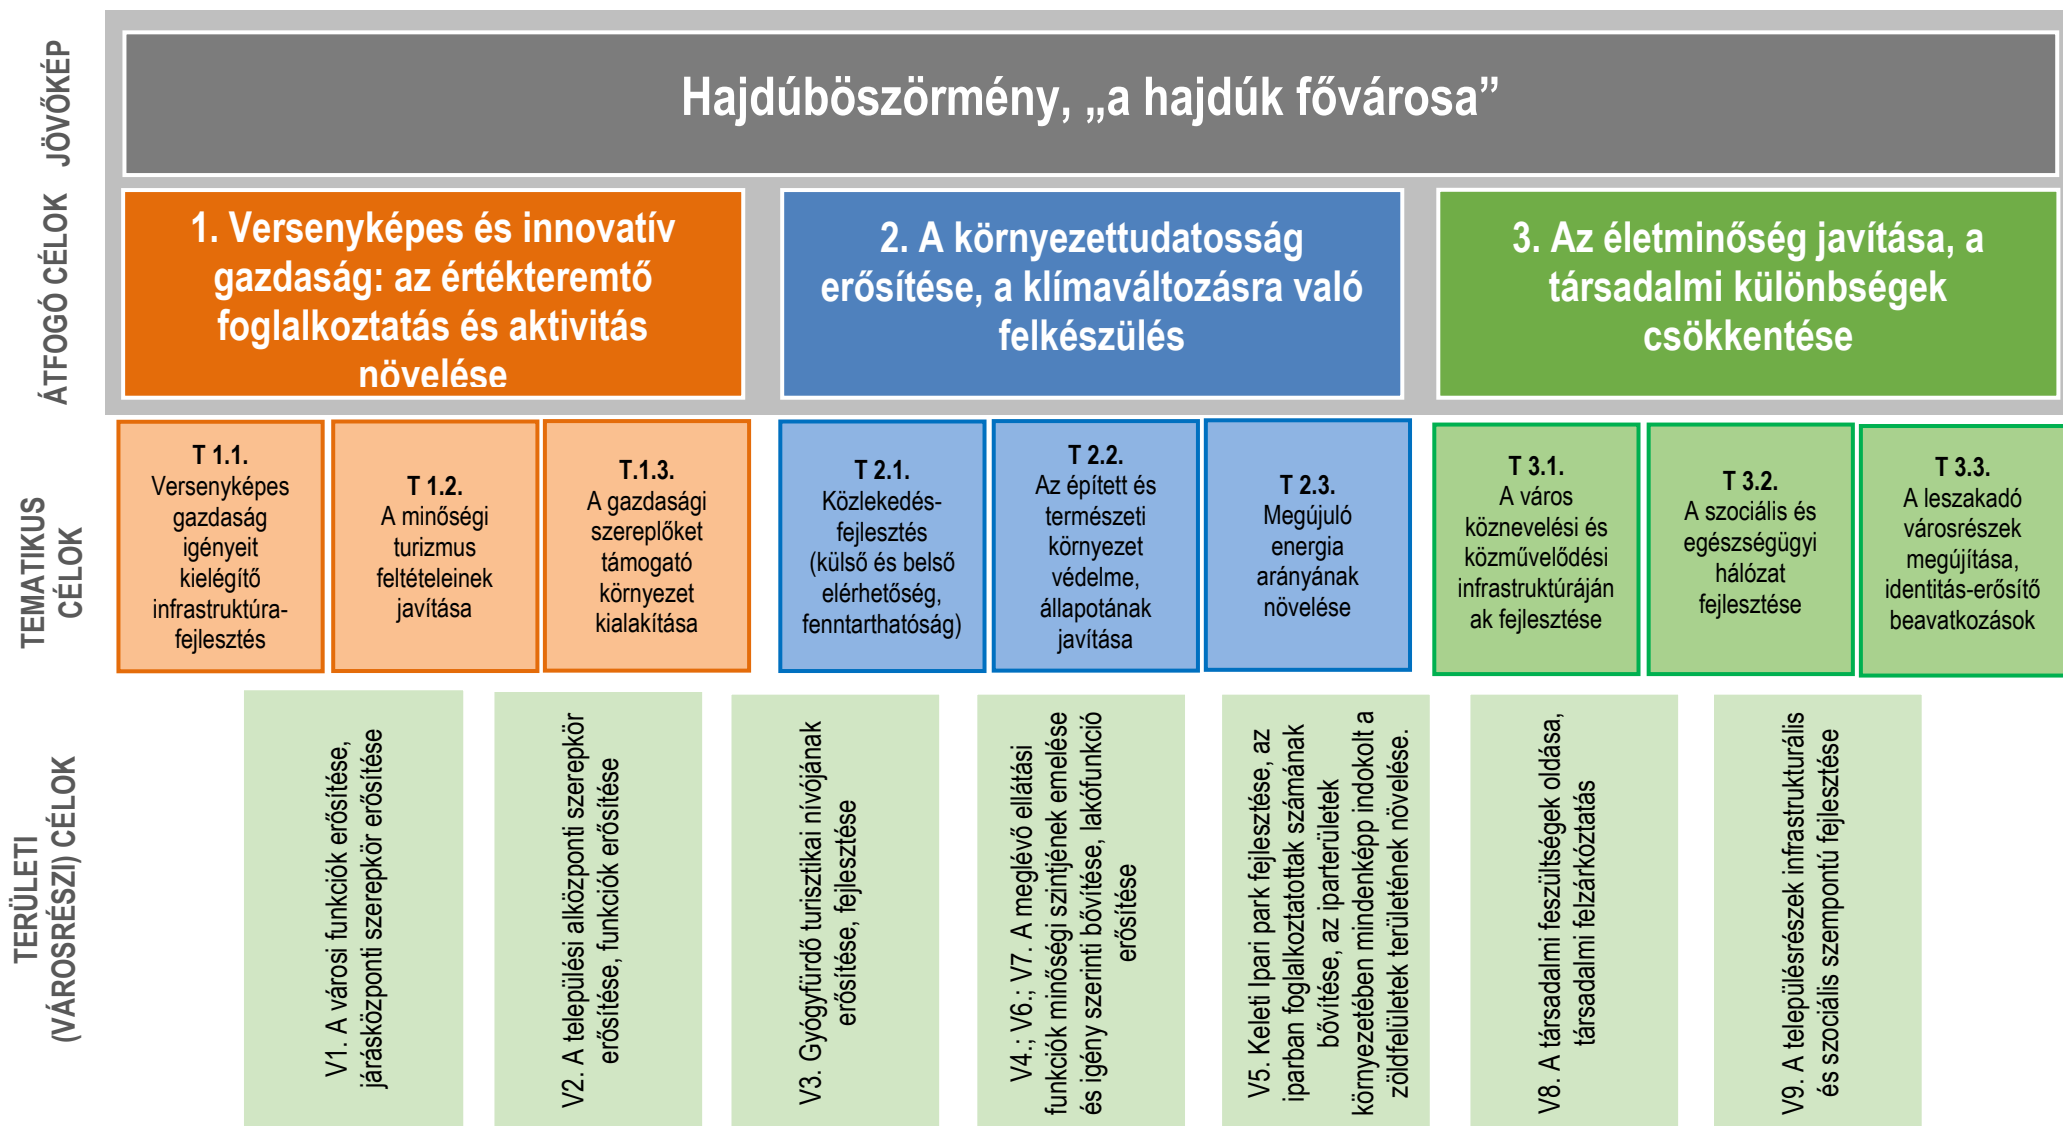 JÖVŐKÉP
Hajdúböszörmény, „a hajdúk fővárosa”
ÁTFOGÓ CÉLOK
1. Versenyképes és innovatív
gazdaság: az értékteremtő
foglalkoztatás és aktivitás
növelése
2. A környezettudatosság
erősítése, a klímaváltozásra való
felkészülés
3. Az életminőség javítása, a
társadalmi különbségek
csökkentése
TEMATIKUS
CÉLOK
T 1.1.
Versenyképes
gazdaság
igényeit
kielégítő
infrastruktúra-
fejlesztés
T 1.2.
A minőségi
turizmus
feltételeinek
javítása
T.1.3.
A gazdasági
szereplőket
támogató
környezet
kialakítása
T 2.1.
Közlekedés-
fejlesztés
(külső és belső
elérhetőség,
fenntarthatóság)
T 2.2.
Az épített és
természeti
környezet
védelme,
állapotának
javítása
T 2.3.
Megújuló
energia
arányának
növelése
T 3.1.
A város
köznevelési és
közművelődési
infrastruktúráján
ak fejlesztése
T 3.2.
A szociális és
egészségügyi
hálózat
fejlesztése
T 3.3.
A leszakadó
városrészek
megújítása,
identitás-erősítő
beavatkozások
TERÜLETI
(VÁROSRÉSZI) CÉLOK
V1. A városi funkciók erősítése,
járásközponti szerepkör erősítése
V2. A települési alközponti szerepkör
erősítése, funkciók erősítése
V3. Gyógyfürdő turisztikai nívójának
erősítése, fejlesztése
V4.; V6.; V7. A meglévő ellátási
funkciók minőségi szintjének emelése
és igény szerinti bővítése, lakófunkció
erősítése
V5. Keleti Ipari park fejlesztése, az
iparban foglalkoztatottak számának
bővítése, az iparterületek
környezetében mindenképp indokolt a
zöldfelületek területének növelése.
V8. A társadalmi feszültségek oldása,
társadalmi felzárkóztatás
V9. A településrészek infrastrukturális
és szociális szempontú fejlesztése